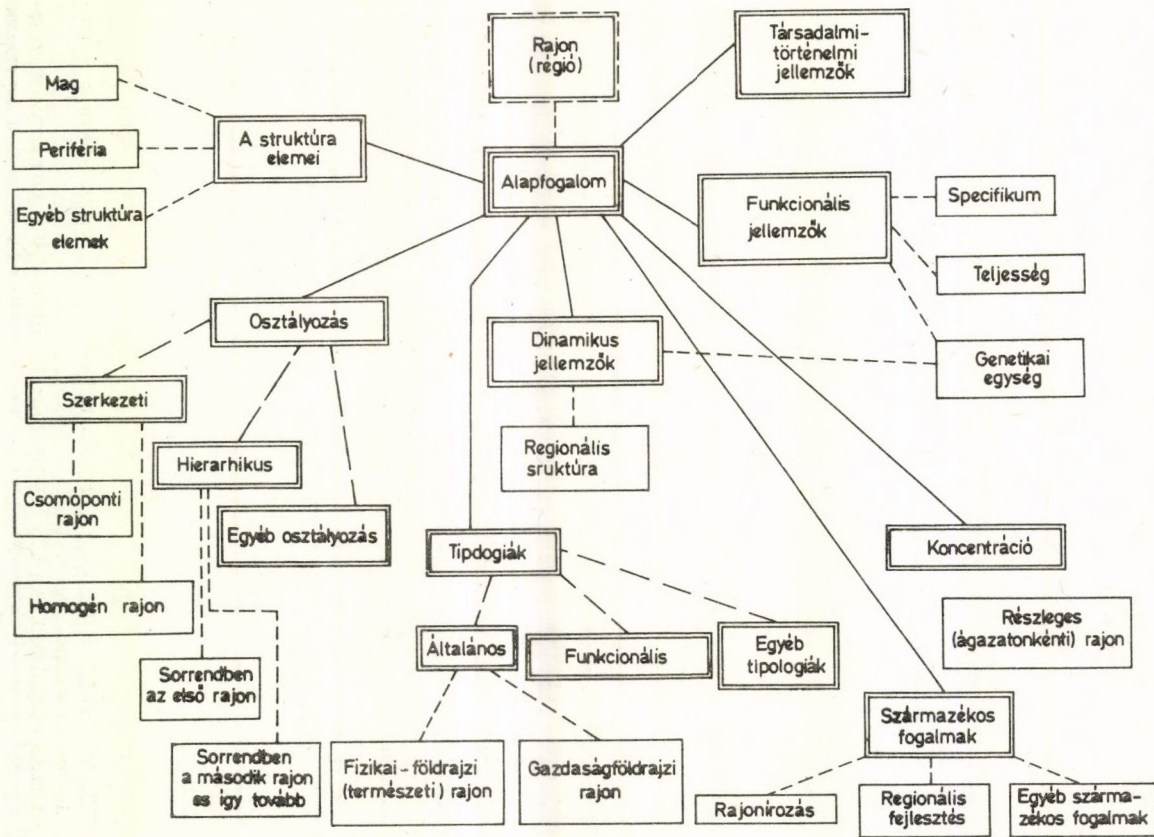 Rajon
(régió)
Társadalmi-
történelmi
jellemzők
Mag
Periféria
Egyéb struktúra
elemek
A struktúra
elemei
Alapfogalom
Funkcionális
jellemzők
Specifikum
Teljesség
Genetikai
egység
Osztályozás
Dinamikus
jellemzők
Szerkezeti
Hierarhikus
Regionális
sruktúra
Csomóponti
rajon
Egyéb osztályozás
Tipdogiák
Koncentráció
Homogén rajon
Általános
Funkcionális
Egyéb
tipologiák
Részleges
(ágazatonkénti) rajon
Sorrendben
az első rajon
Származékos
fogalmak
Sorrendben
a második rajon
es igy tovább
Fizikai-földrajzi
(természeti) rajon
Gazdaságföldrajzi
rajon
Rajonírozás
Regionális
fejlesztés
Egyéb szárma-
zékos fogalmak